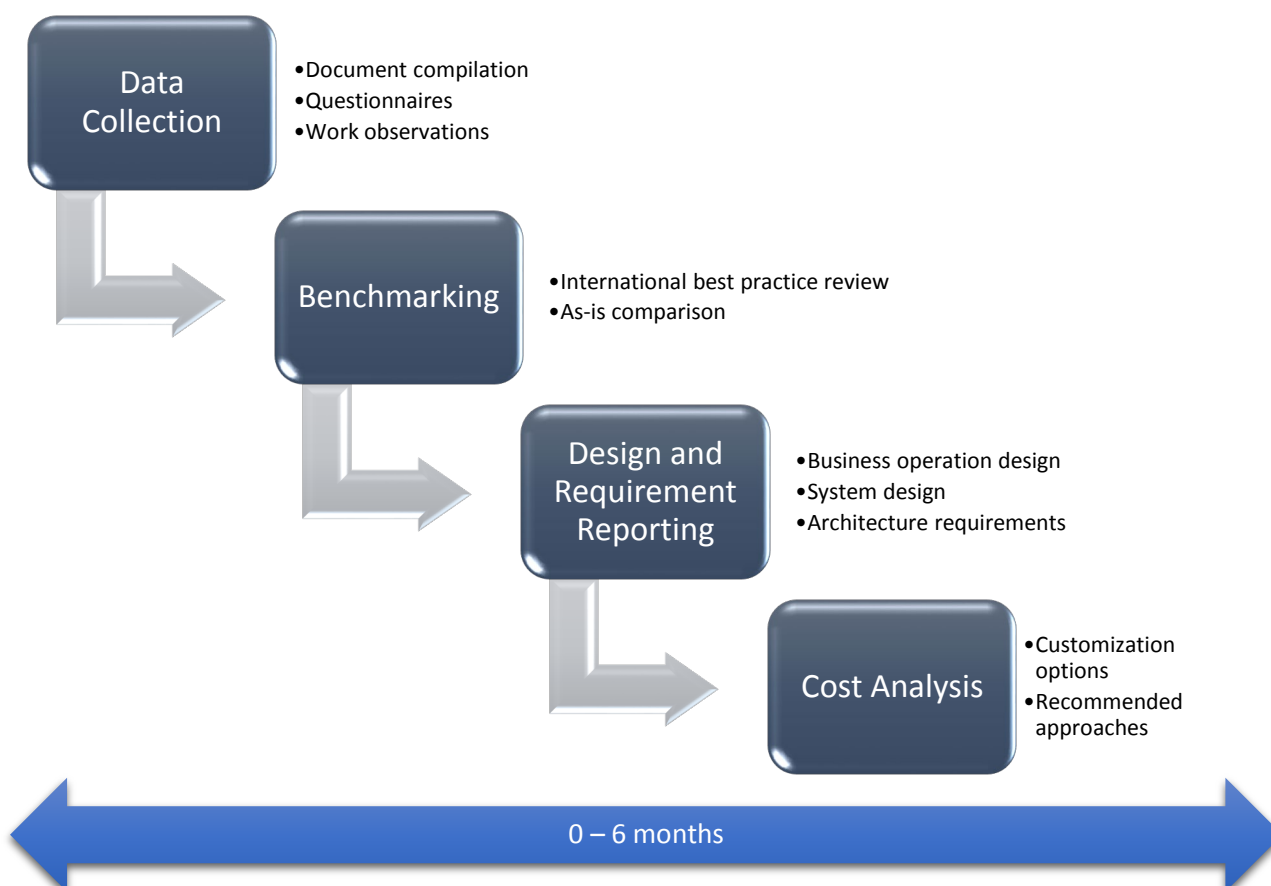 Data
Collection
•Document compilation
•Questionnaires
•Work observations
Benchmarking
•International best practice review
•As-is comparison
Design and
Requirement
Reporting
•Business operation design
•System design
•Architecture requirements
Cost Analysis
•Customization
options
•Recommended
approaches
0 – 6 months